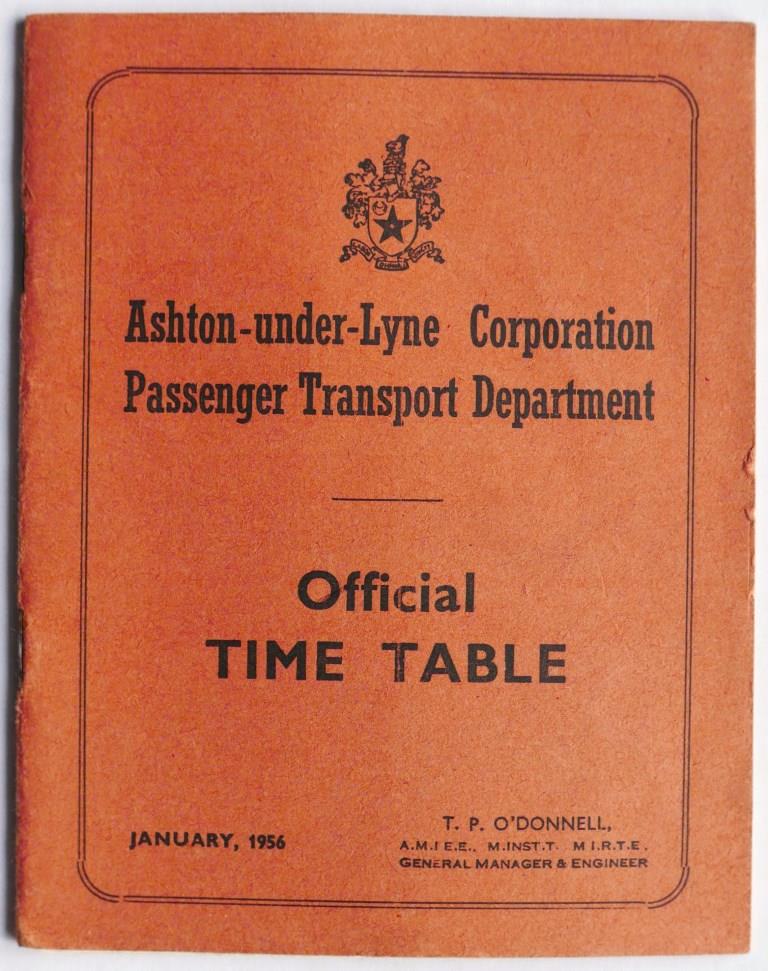 Ashton-under-Lyne Corporation
Passenger Transport Department
Official
TIME TABLE
JANUARY, 1956
T. P. O'DONNELL,
A.M.I E.E., M.INST.T. M I.R.T.E.
GENERAL MANAGER & ENGINEER